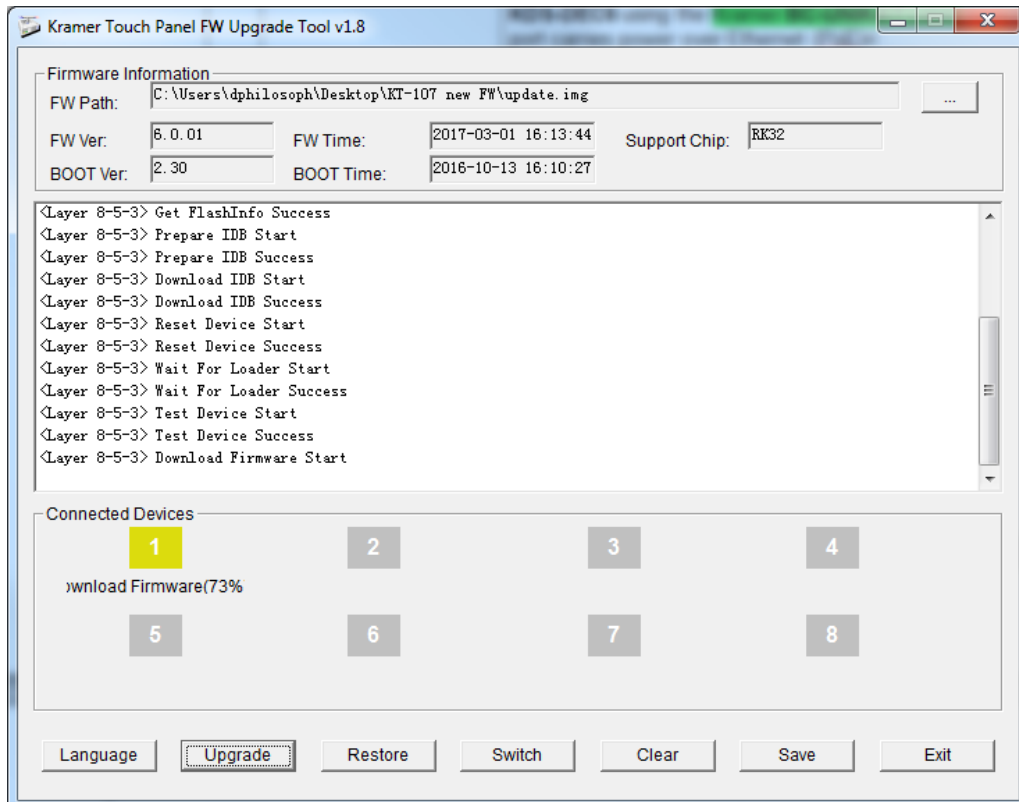 Kramer Touch Panel FW Upgrade Tool v1.8
Firmware Information
FW Path: C:\Users\dphilosoph\Desktop\KT-107 new FW\update.img ...
FW Ver: 6.0.01 FW Time: 2017-03-01 16:13:44 Support Chip: RK32
BOOT Ver: 2.30 BOOT Time: 2016-10-13 16:10:27
<Layer 8-5-3> Get FlashInfo Success
<Layer 8-5-3> Prepare IDB Start
<Layer 8-5-3> Prepare IDB Success
<Layer 8-5-3> Download IDB Start
<Layer 8-5-3> Download IDB Success
<Layer 8-5-3> Reset Device Start
<Layer 8-5-3> Reset Device Success
<Layer 8-5-3> Wait For Loader Start
<Layer 8-5-3> Wait For Loader Success
<Layer 8-5-3> Test Device Start
<Layer 8-5-3> Test Device Success
<Layer 8-5-3> Download Firmware Start
Connected Devices
1 2 3 4
ownload Firmware(73%
5 6 7 8
Language Upgrade Restore Switch Clear Save Exit